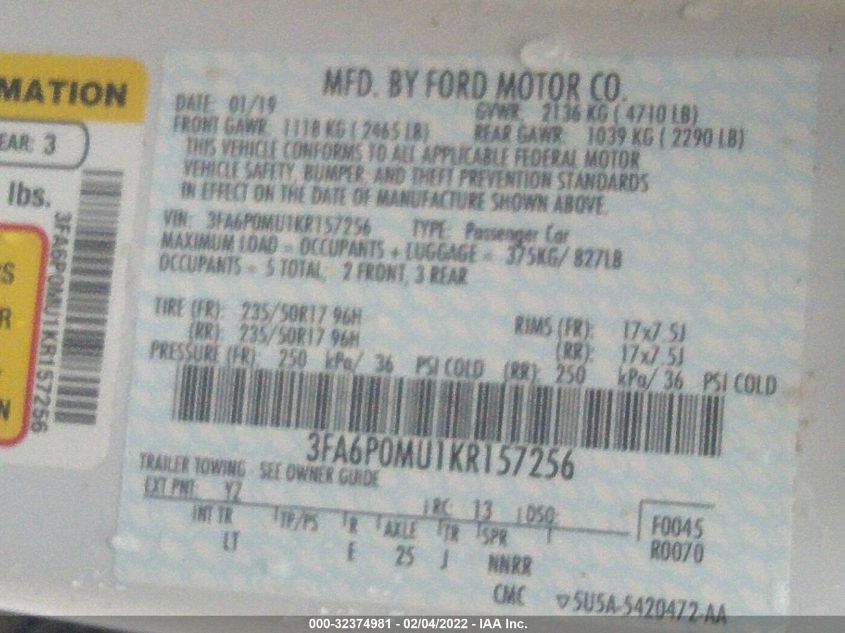 MATION
EAR: 3
lbs.
3FA6P0MU1KR157256
S
R
N
MFD. BY FORD MOTOR CO.
DATE: 01/19 GVWR: 2136 KG ( 4710 LB)
FRONT GAWR: 1118 KG ( 2465 LB) REAR GAWR: 1039 KG ( 2290 LB)
THIS VEHICLE CONFORMS TO ALL APPLICABLE FEDERAL MOTOR
VEHICLE SAFETY, BUMPER, AND THEFT PREVENTION STANDARDS
IN EFFECT ON THE DATE OF MANUFACTURE SHOWN ABOVE.
VIN: 3FA6P0MU1KR157256 TYPE: Passenger Car
MAXIMUM LOAD = OCCUPANTS + LUGGAGE = 375KG/ 827LB
OCCUPANTS = 5 TOTAL: 2 FRONT, 3 REAR
TIRE (FR): 235/50R17 96H RIMS (FR): 17x7.5J
(RR): 235/50R17 96H (RR): 17x7.5J
PRESSURE (FR): 250 kPa/ 36 PSI COLD (RR): 250 kPa/ 36 PSI COLD
3FA6P0MU1KR157256
TRAILER TOWING - SEE OWNER GUIDE
EXT PNT: YZ RC: 13 DSO: F0045
INT TR TP/PS R AXLE TR SPR R0070
LT E 25 J NNRR
CMC ▽5U5A-5420472-AA
000-32374981 - 02/04/2022 - IAA Inc.